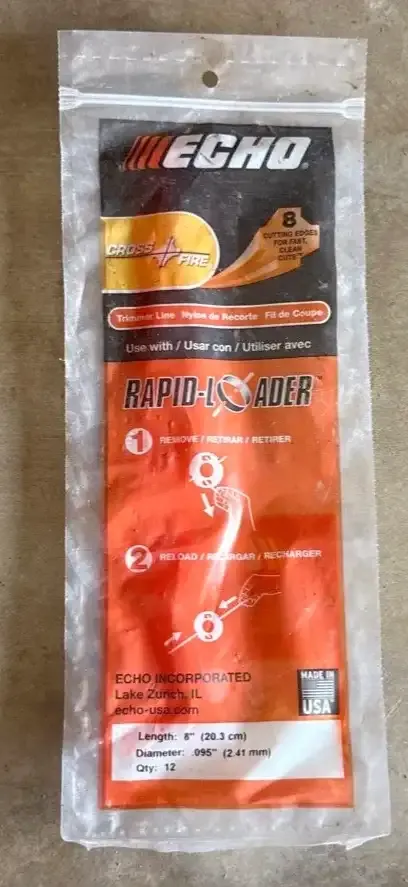 ECHO
CROSS FIRE
8
CUTTING EDGES
FOR FAST,
CLEAN
CUTS™
Trimmer Line Nylon de Recorte Fil de Coupe
Use with / Usar con / Utiliser avec
RAPID-LOADER™
1 REMOVE / RETIRAR / RETIRER
2 RELOAD / RECARGAR / RECHARGER
ECHO INCORPORATED
Lake Zurich, IL
echo-usa.com
MADE IN
USA
Length: 8" (20.3 cm)
Diameter: .095" (2.41 mm)
Qty: 12